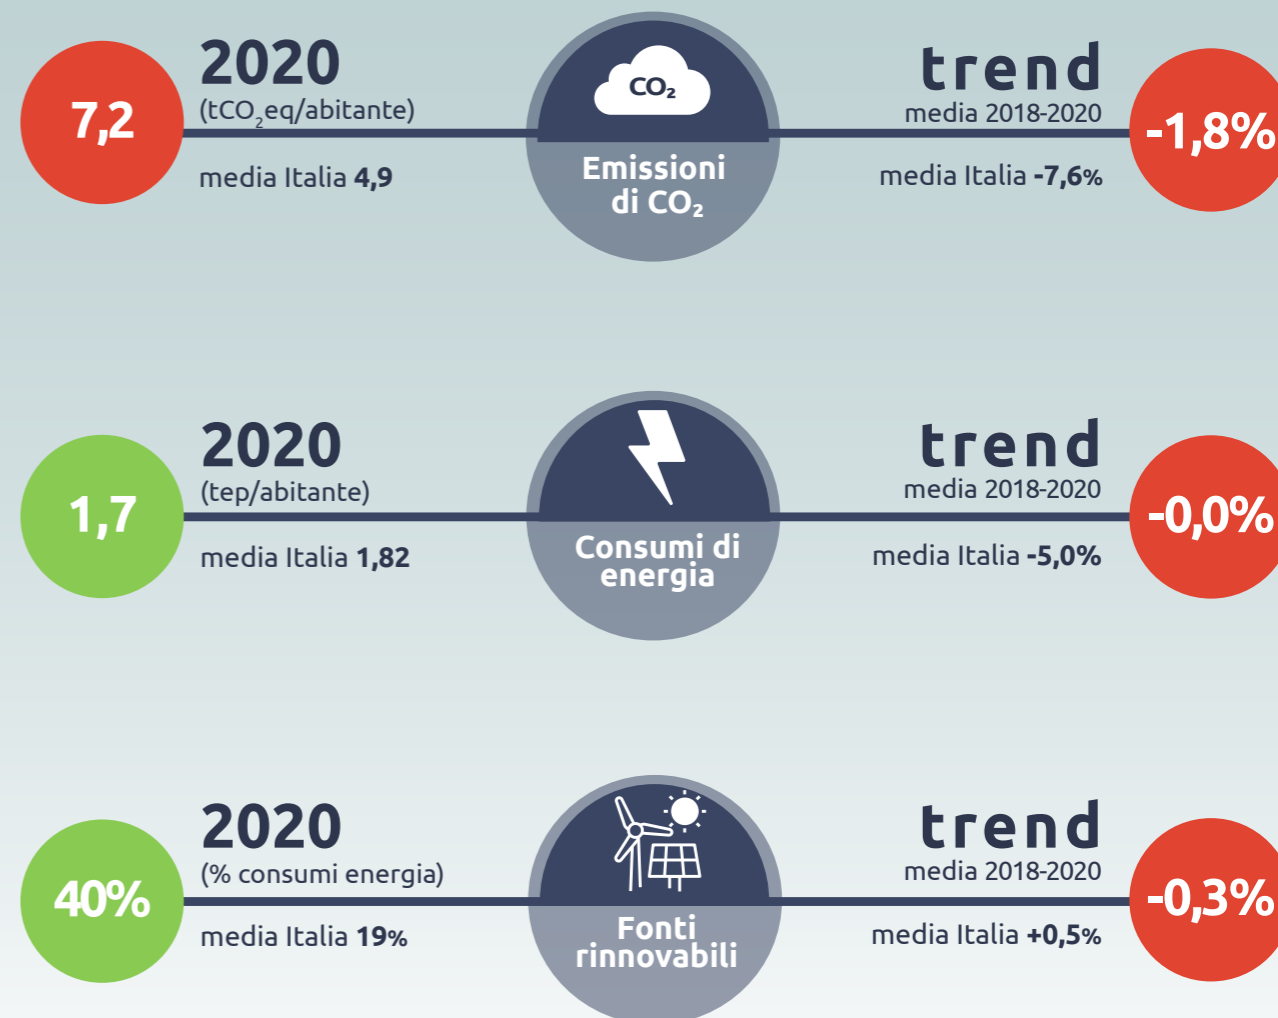 7,2
2020
(tCO₂eq/abitante)
media Italia 4,9
CO₂
Emissioni
di CO₂
trend
media 2018-2020
media Italia -7,6%
-1,8%
1,7
2020
(tep/abitante)
media Italia 1,82
Consumi di
energia
trend
media 2018-2020
media Italia -5,0%
-0,0%
40%
2020
(% consumi energia)
media Italia 19%
Fonti
rinnovabili
trend
media 2018-2020
media Italia +0,5%
-0,3%